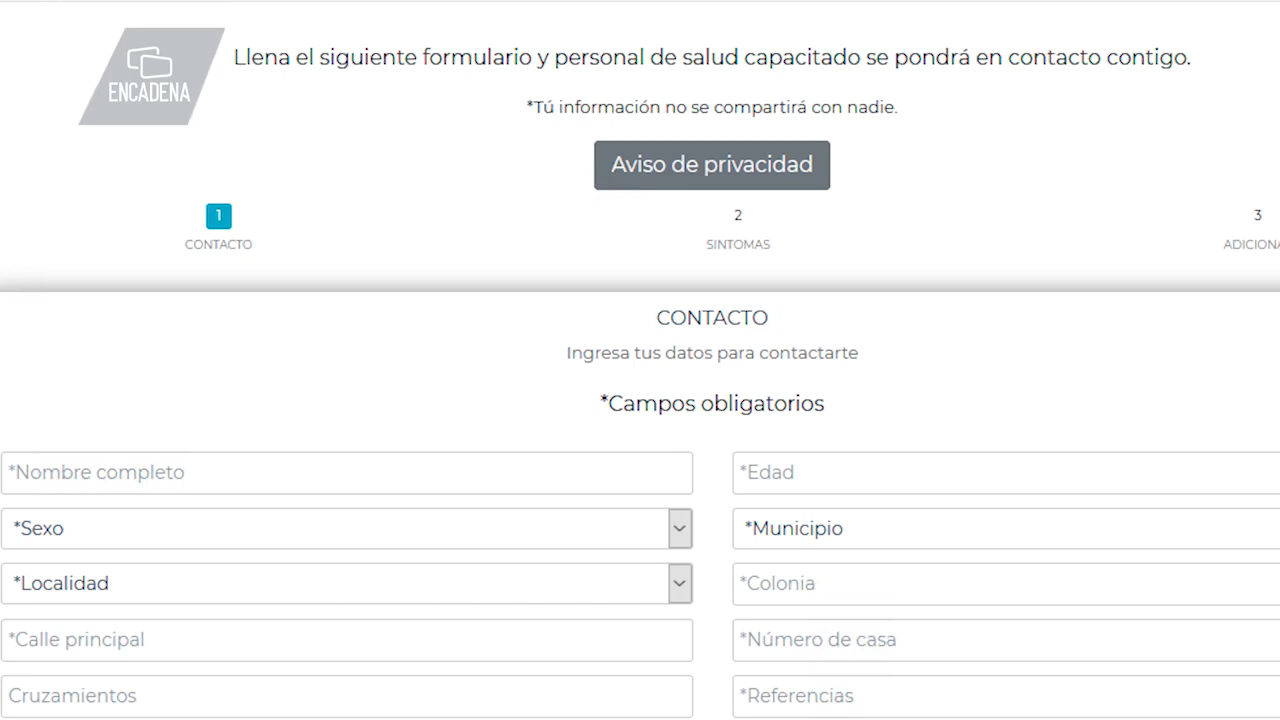 ENCADENA
Llena el siguiente formulario y personal de salud capacitado se pondrá en contacto contigo.
*Tú información no se compartirá con nadie.
Aviso de privacidad
1
2
3
CONTACTO
SINTOMAS
ADICIONA
CONTACTO
Ingresa tus datos para contactarte
*Campos obligatorios
*Nombre completo
*Edad
*Sexo
*Municipio
*Localidad
*Colonia
*Calle principal
*Número de casa
Cruzamientos
*Referencias